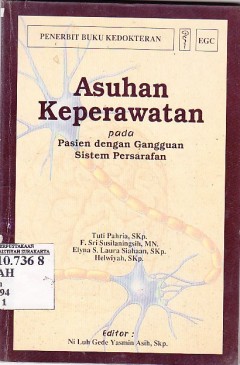 PENERBIT BUKU KEDOKTERAN
EGC
Asuhan
Keperawatan
pada
Pasien dengan Gangguan
Sistem Persarafan
Tuti Pahria, SKp.
F. Sri Susilaningsih, MN.
Elyna S. Laura Siahaan, SKp.
Helwiyah, SKp.
10.736 8
AH
94
1
Editor :
Ni Luh Gede Yasmin Asih, Skp.